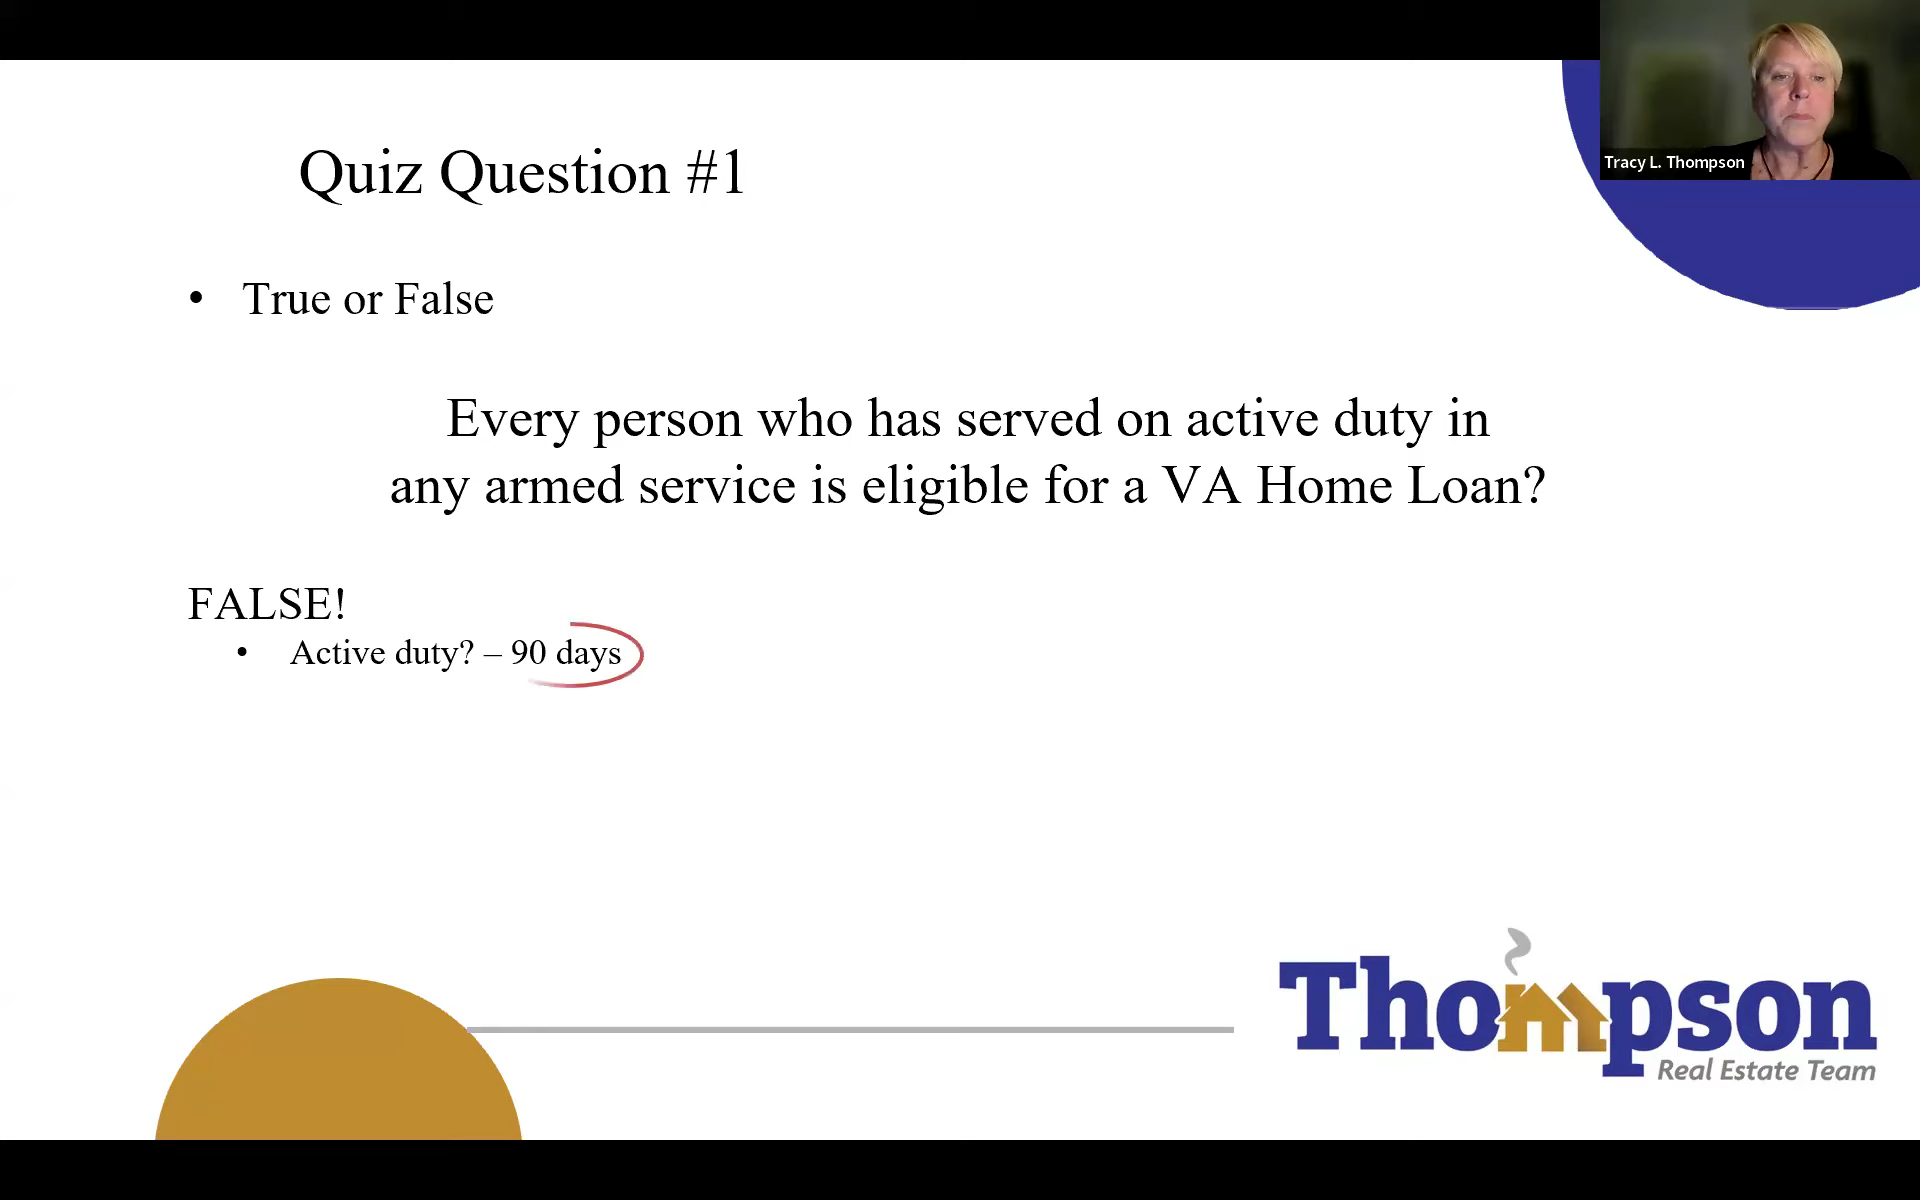 Tracy L. Thompson
Quiz Question #1
• True or False
Every person who has served on active duty in
any armed service is eligible for a VA Home Loan?
FALSE!
• Active duty? – 90 days
Thompson
Real Estate Team